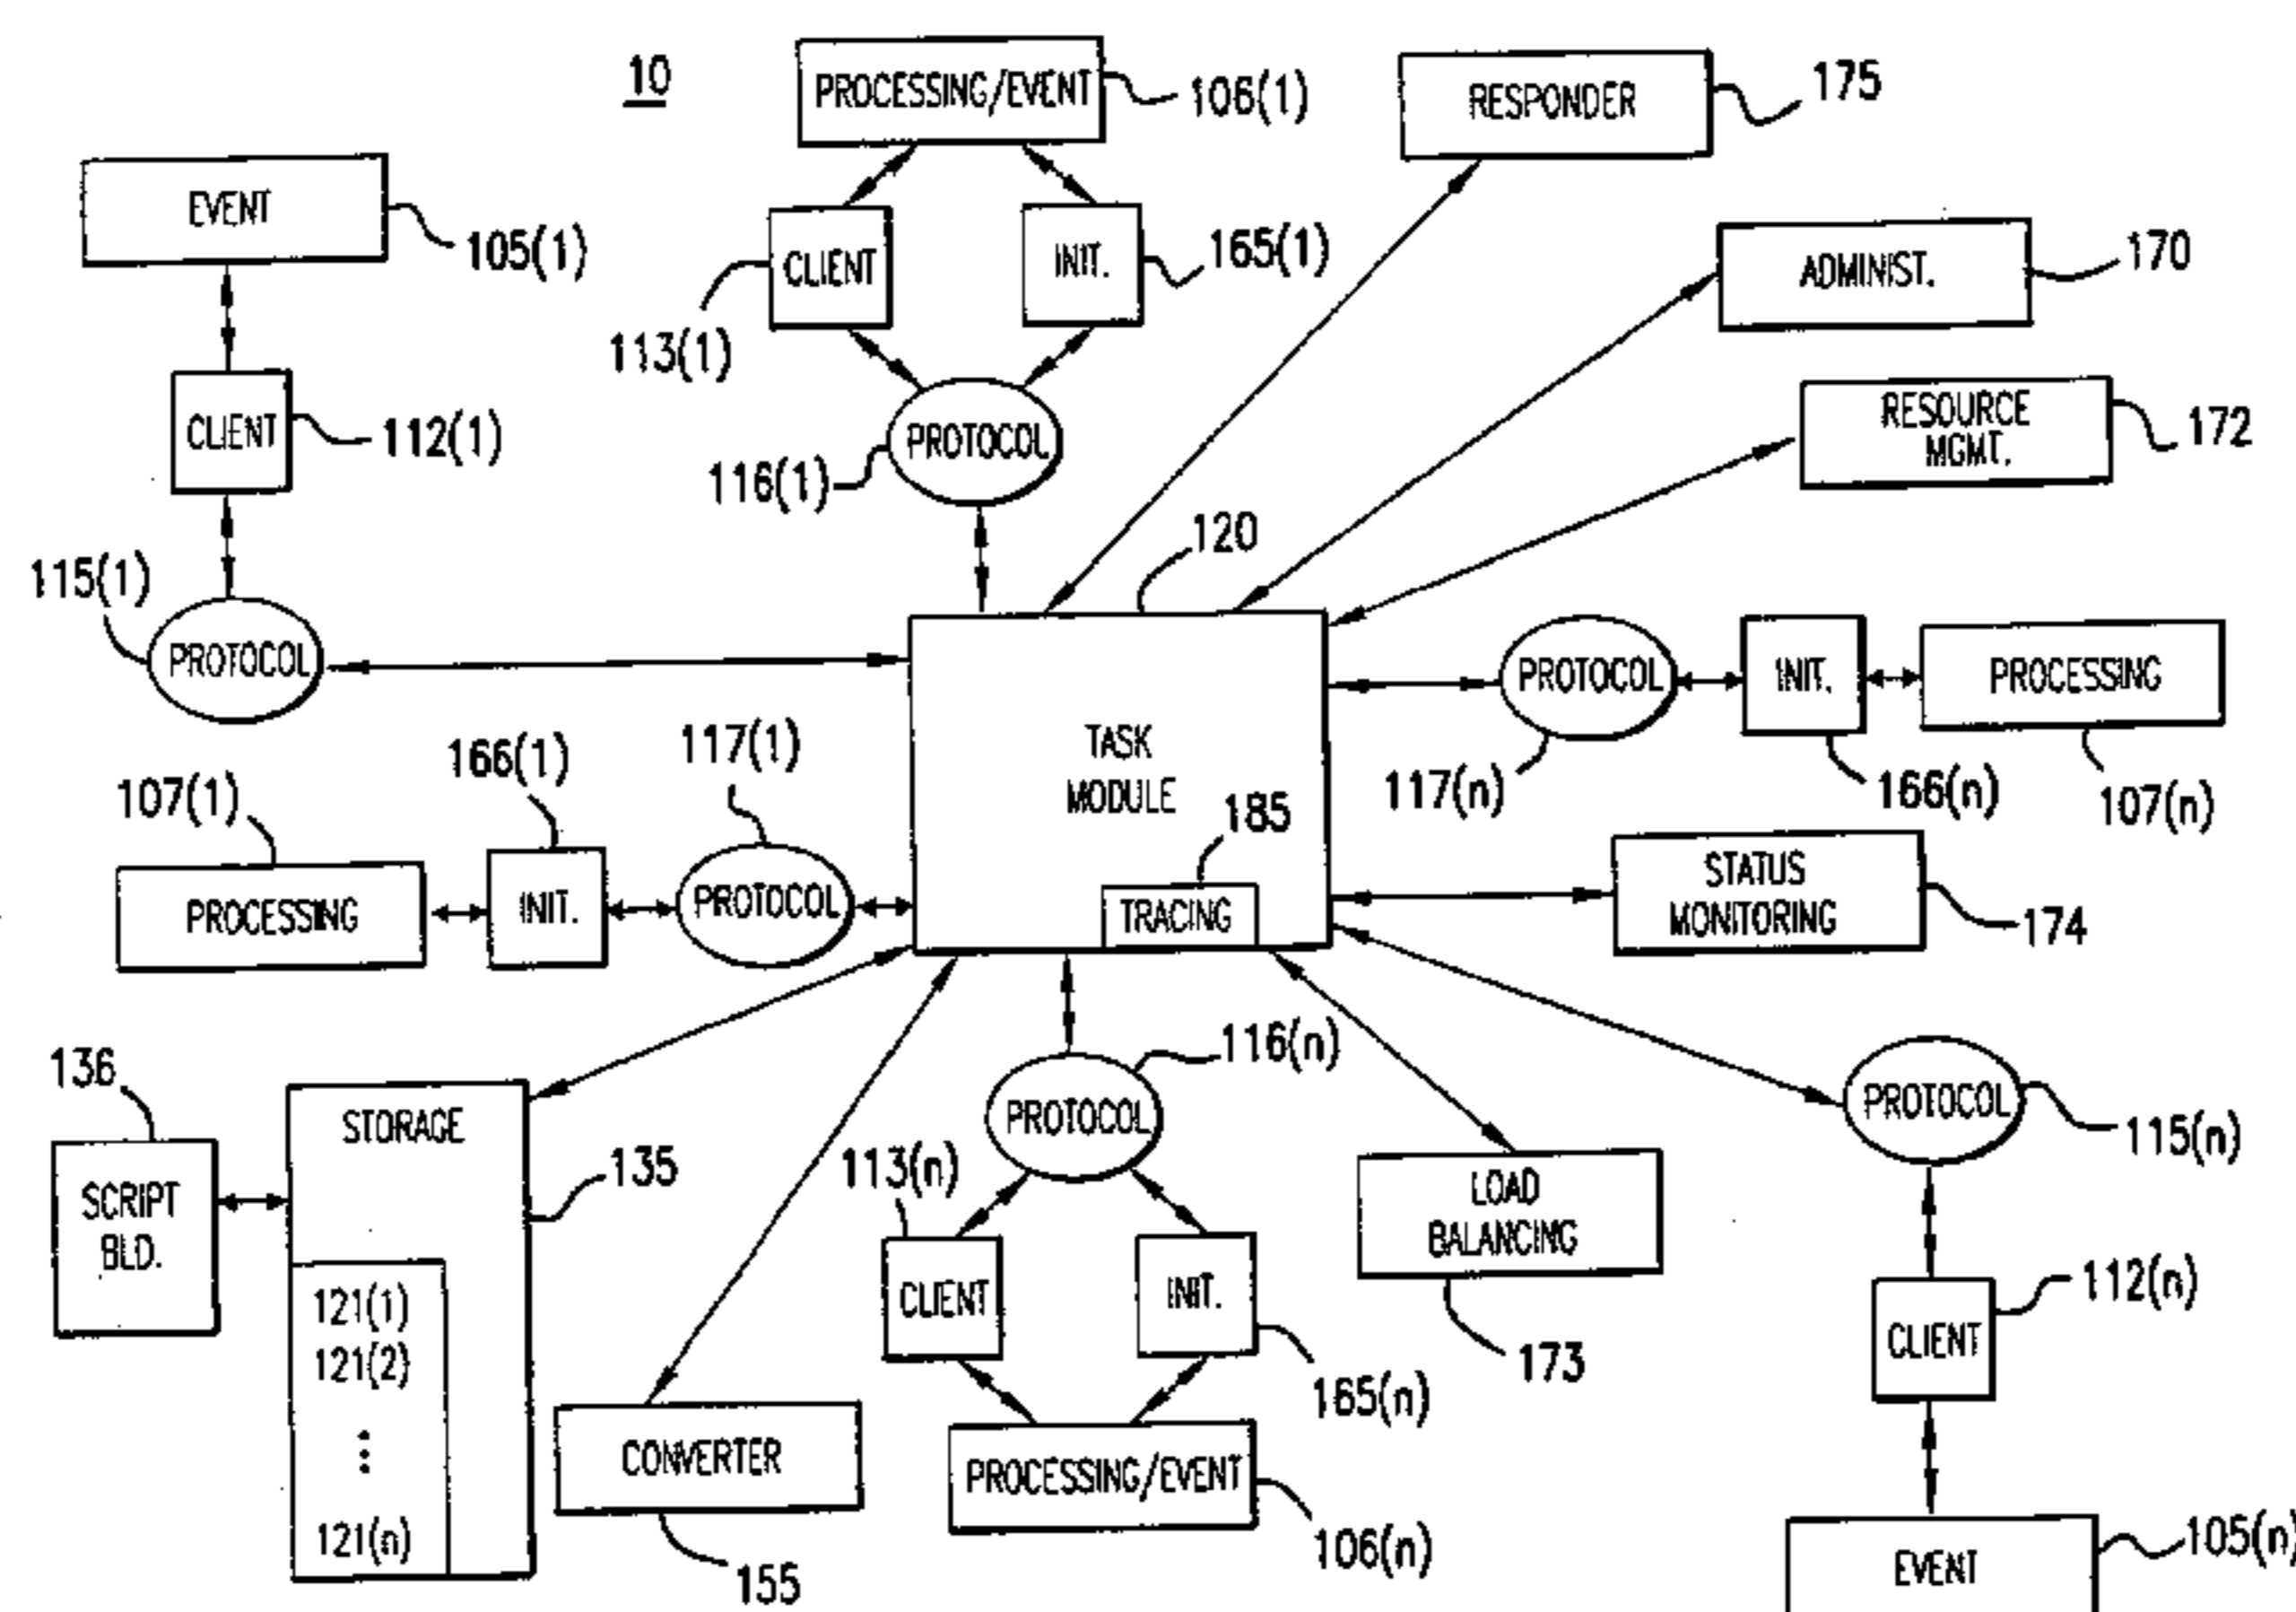 10
PROCESSING/EVENT
106(1)
RESPONDER
175
EVENT
105(1)
CLIENT
INIT.
165(1)
113(1)
ADMINIST.
170
CLIENT
112(1)
PROTOCOL
116(1)
RESOURCE
MGMT.
172
120
115(1)
PROTOCOL
TASK
MODULE
185
TRACING
PROTOCOL
INIT.
PROCESSING
117(n)
166(n)
107(n)
107(1)
166(1)
117(1)
PROCESSING
INIT.
PROTOCOL
STATUS
MONITORING
174
136
SCRIPT
BLD.
STORAGE
135
121(1)
121(2)
121(n)
CONVERTER
155
116(n)
PROTOCOL
113(n)
CLIENT
INIT.
165(n)
PROCESSING/EVENT
106(n)
LOAD
BALANCING
173
PROTOCOL
115(n)
CLIENT
112(n)
EVENT
105(n)